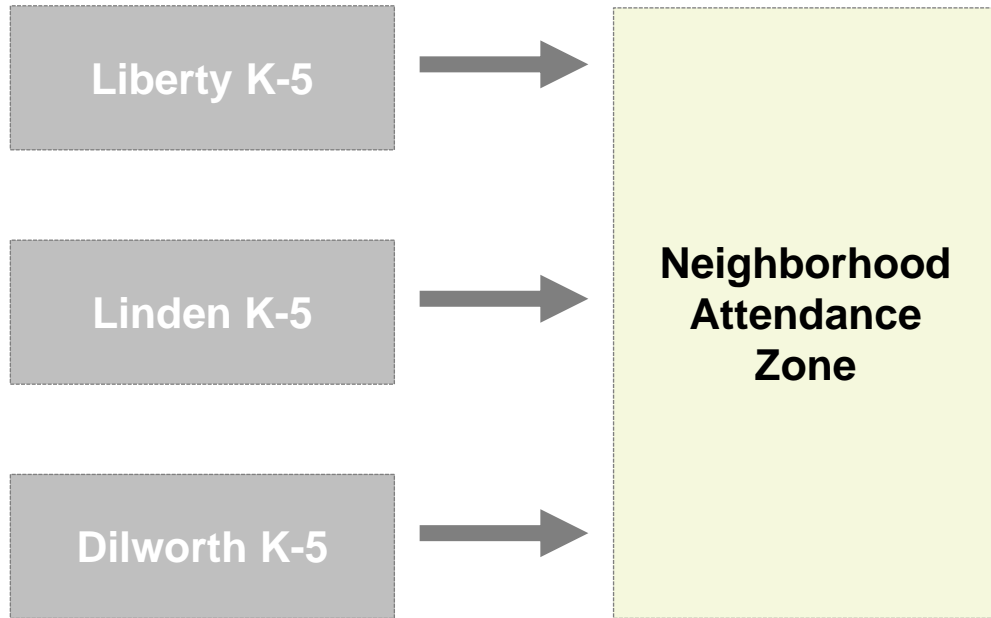 Liberty K-5
Linden K-5
Dilworth K-5
Neighborhood
Attendance
Zone